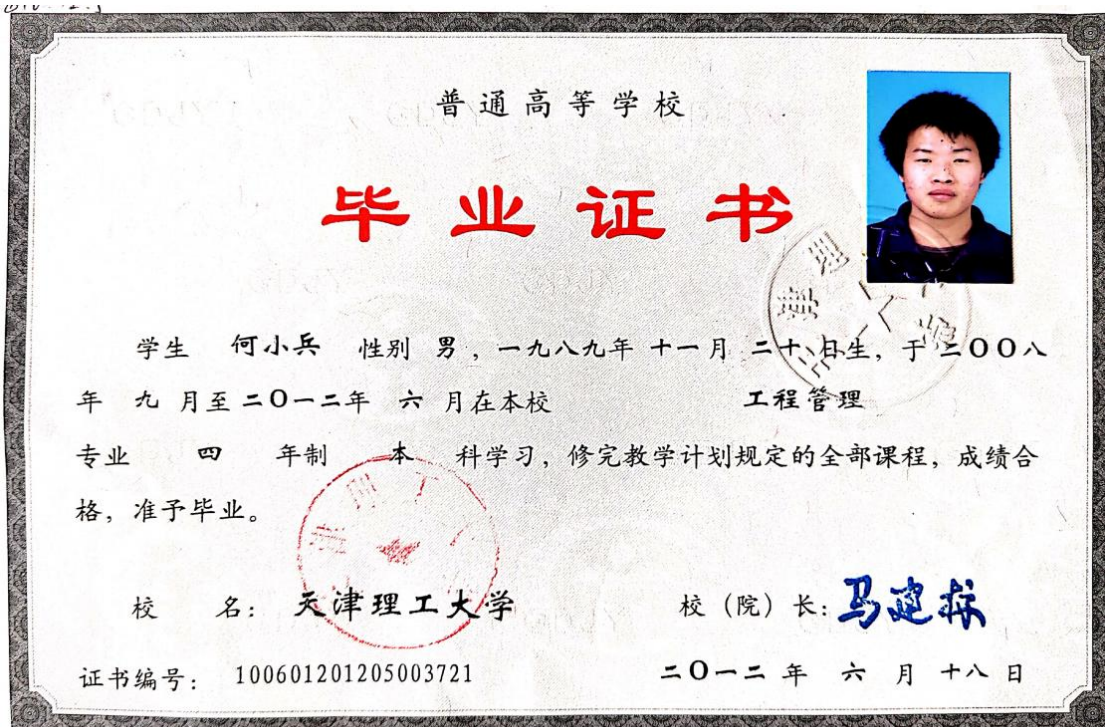 普通高等学校
毕业证书
学生 何小兵 性别 男，一九八九年 十一月 二十 日生，于 二〇〇八
年 九 月至 二〇一二年 六 月在本校 工程管理
专业 四 年制 本 科学习，修完教学计划规定的全部课程，成绩合
格，准予毕业。
校 名： 天津理工大学 校（院）长：马建标
证书编号： 100601201205003721 二〇一二 年 六 月 十八 日